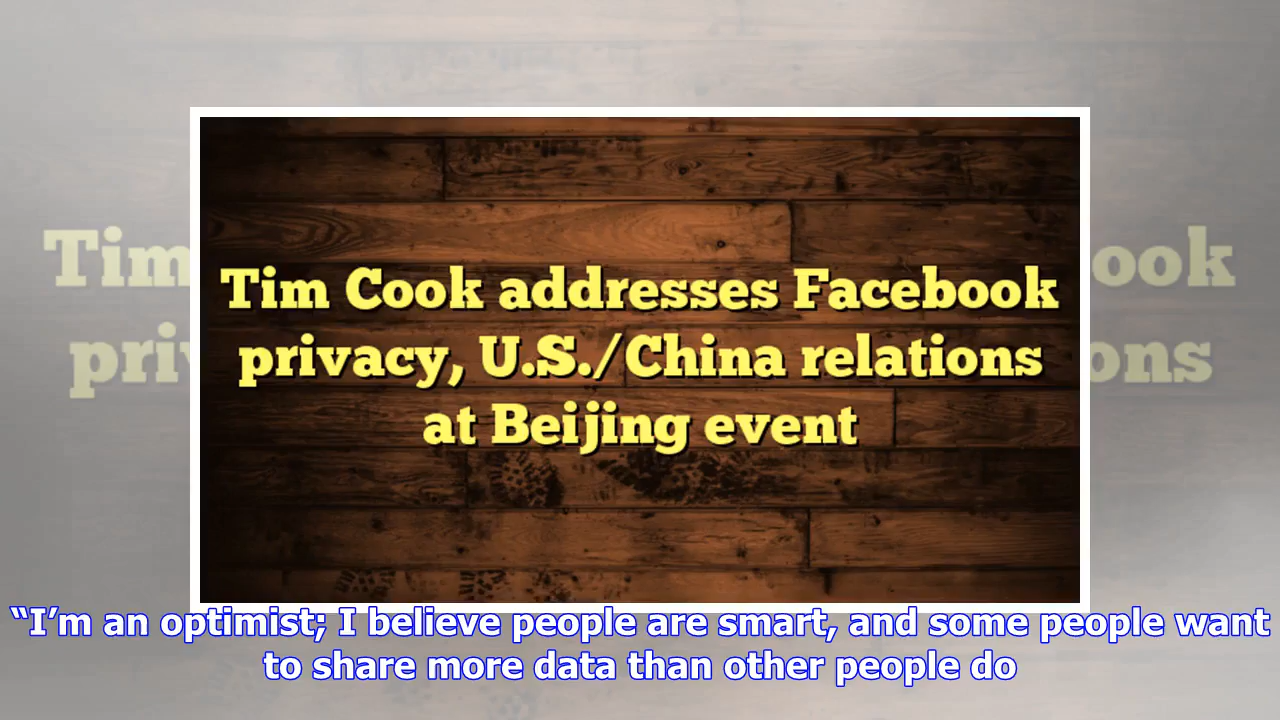 Tim Cook addresses Facebook
privacy, U.S./China relations
at Beijing event
“I’m an optimist; I believe people are smart, and some people want
to share more data than other people do